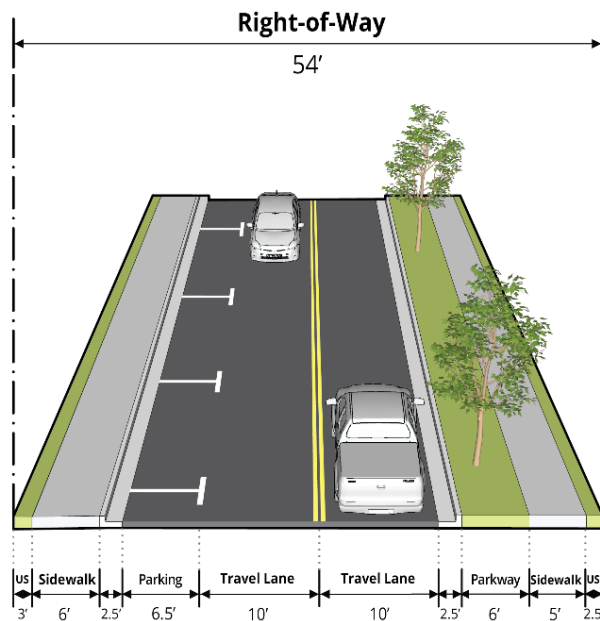 Right-of-Way
54'
US Sidewalk Parking Travel Lane Travel Lane Parkway Sidewalk US
3' 6' 2.5' 6.5' 10' 10' 2.5' 6' 5' 2.5'